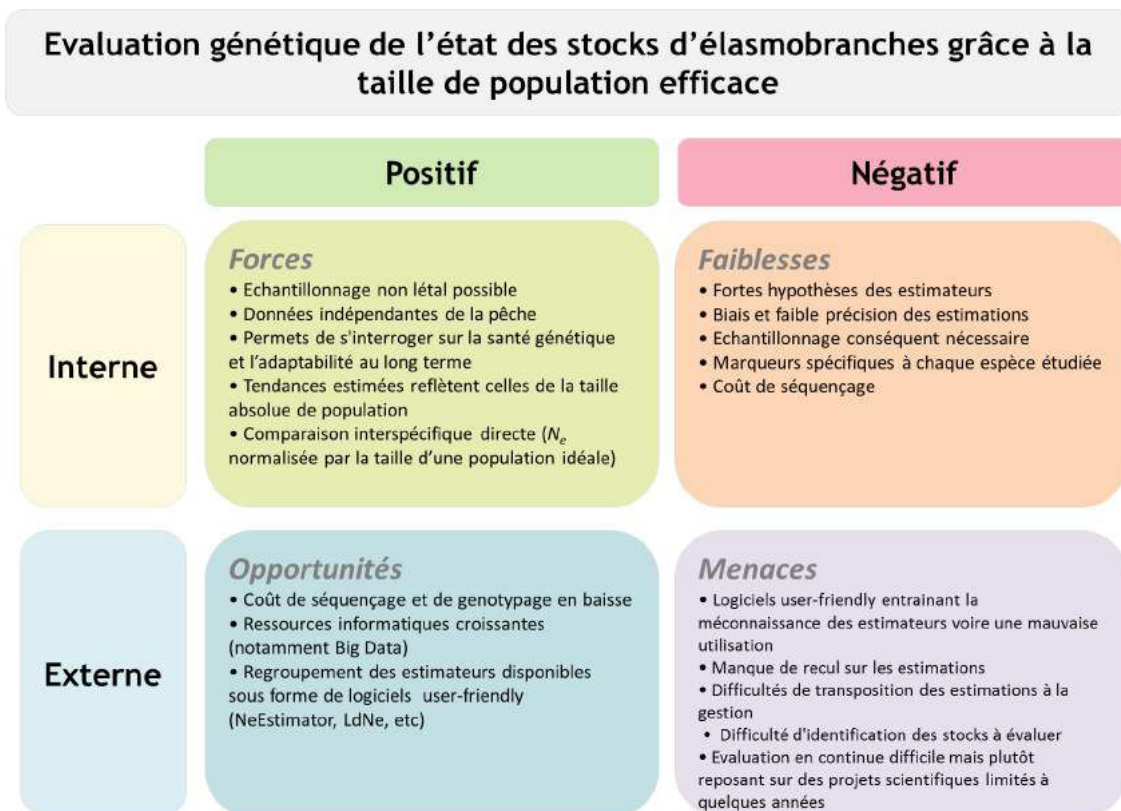 Evaluation génétique de l'état des stocks d'élasmobranches grâce à la
taille de population efficace
Positif
Négatif
Interne
Forces
• Echantillonnage non létal possible
• Données indépendantes de la pêche
• Permets de s'interroger sur la santé génétique
et l'adaptabilité au long terme
• Tendances estimées reflètent celles de la taille
absolue de population
• Comparaison interspécifique directe (Ne
normalisée par la taille d'une population idéale)
Faiblesses
• Fortes hypothèses des estimateurs
• Biais et faible précision des estimations
• Echantillonnage conséquent nécessaire
• Marqueurs spécifiques à chaque espèce étudiée
• Coût de séquençage
Externe
Opportunités
• Coût de séquençage et de genotypage en baisse
• Ressources informatiques croissantes
(notamment Big Data)
• Regroupement des estimateurs disponibles
sous forme de logiciels user-friendly
(NeEstimator, LdNe, etc)
Menaces
• Logiciels user-friendly entrainant la
méconnaissance des estimateurs voire une mauvaise
utilisation
• Manque de recul sur les estimations
• Difficultés de transposition des estimations à la
gestion
• Difficulté d'identification des stocks à évaluer
• Evaluation en continue difficile mais plutôt
reposant sur des projets scientifiques limités à
quelques années